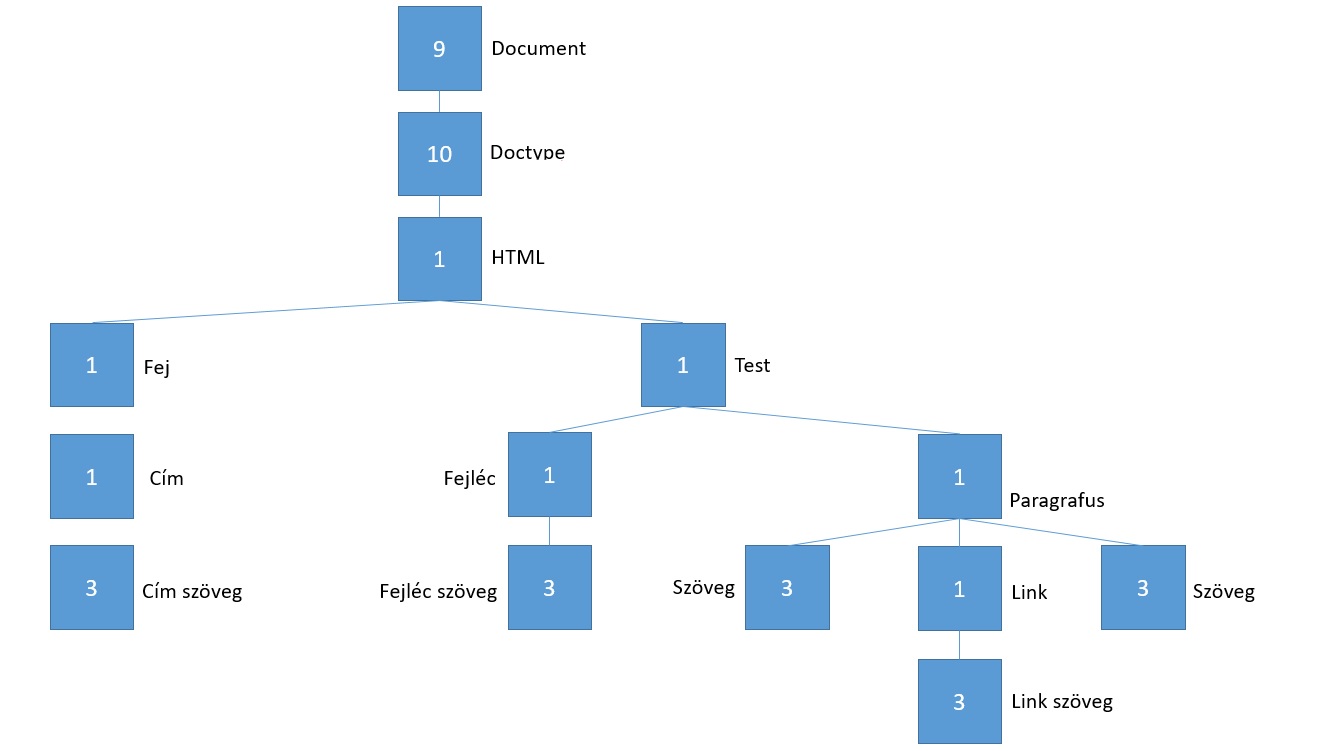 9 Document
10 Doctype
1 HTML
1 Fej
1 Test
1 Cím
Fejléc 1
1 Paragrafus
3 Cím szöveg
Fejléc szöveg 3
Szöveg 3
1 Link
3 Szöveg
3 Link szöveg